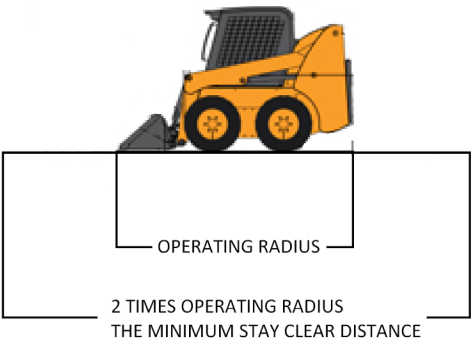 OPERATING RADIUS
2 TIMES OPERATING RADIUS
THE MINIMUM STAY CLEAR DISTANCE